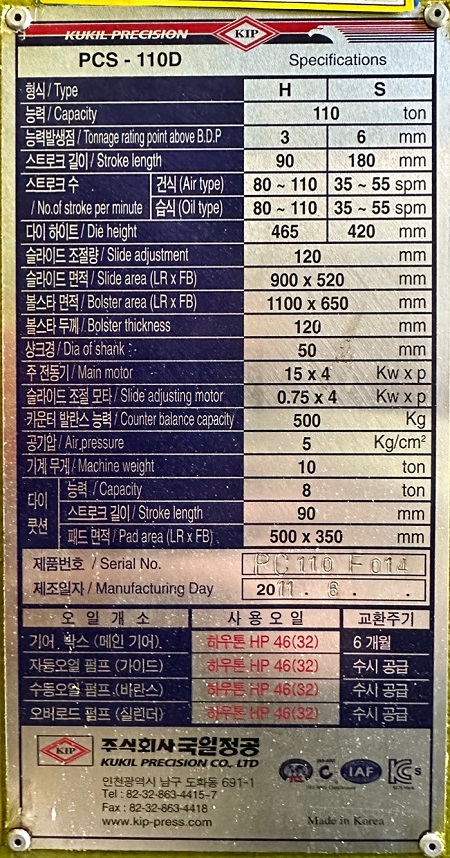 KUKIL PRECISION KIP
PCS - 110D Specifications
형식 / Type H S
능력 / Capacity 110 ton
능력발생점 / Tonnage rating point above B.D.P 3 6 mm
스트로크 길이 / Stroke length 90 180 mm
스트로크 수 건식 (Air type) 80 ~ 110 35 ~ 55 spm
/ No.of stroke per minute 습식 (Oil type) 80 ~ 110 35 ~ 55 spm
다이 하이트 / Die height 465 420 mm
슬라이드 조절량 / Slide adjustment 120 mm
슬라이드 면적 / Slide area (LR x FB) 900 x 520 mm
볼스타 면적 / Bolster area (LR x FB) 1100 x 650 mm
볼스타 두께 / Bolster thickness 120 mm
샹크경 / Dia of shank 50 mm
주 전동기 / Main motor 15 x 4 Kw x p
슬라이드 조절 모타 / Slide adjusting motor 0.75 x 4 Kw x p
카운터 발란스 능력 / Counter balance capacity 500 Kg
공기압 / Air pressure 5 Kg/cm²
기계 무게 / Machine weight 10 ton
다이 쿳션 능력 / Capacity 8 ton
스트로크 길이 / Stroke length 90 mm
패드 면적 / Pad area (LR x FB) 500 x 350 mm
제품번호 / Serial No. PC 110 F 014
제조일자 / Manufacturing Day 2011 . 6 . .
오 일 개 소 사 용 오 일 교환주기
기어 박스 (메인 기어) 하우톤 HP 46(32) 6 개월
자동오일 펌프 (가이드) 하우톤 HP 46(32) 수시 공급
수동오일 펌프 (바란스) 하우톤 HP 46(32) 수시 공급
오버로드 펌프 (실린더) 하우톤 HP 46(32) 수시 공급
KIP 주식회사 국일정공
KUKIL PRECISION CO., LTD
인천광역시 남구 도화동 691-1
Tel : 82-32-863-4415-7
Fax : 82-32-863-4418
www.kip-press.com
IAF
S
Made in Korea